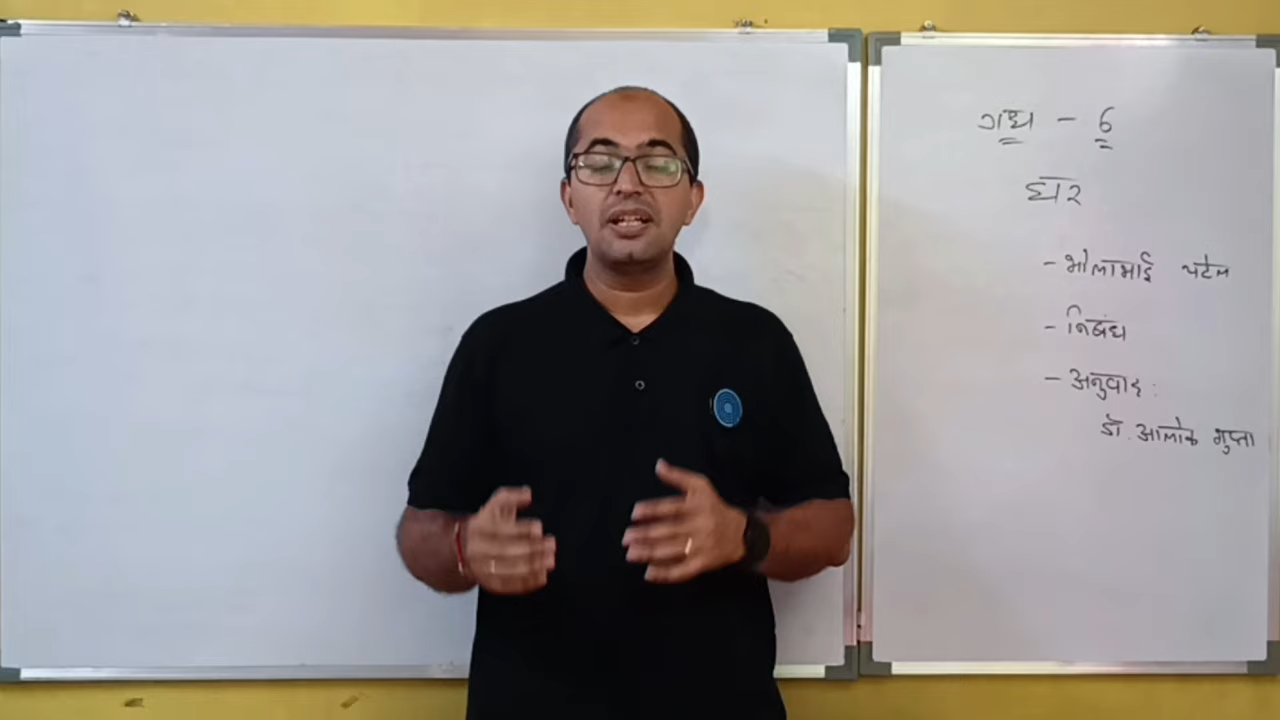 गद्य - 6
घर
- भोलाभाई पटेल
- निबंध
- अनुवाद :
डॉ. आलोक गुप्ता